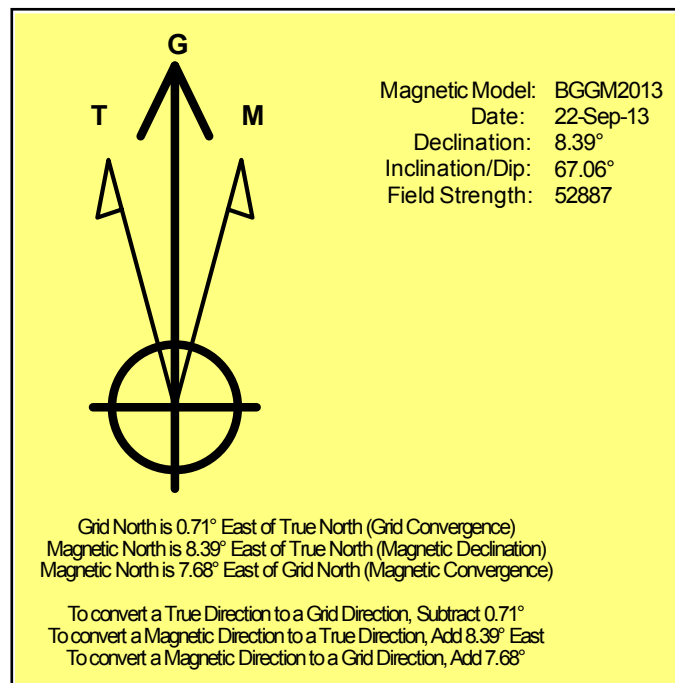 G
T
M
Magnetic Model: BGGM2013
Date: 22-Sep-13
Declination: 8.39°
Inclination/Dip: 67.06°
Field Strength: 52887
Grid North is 0.71° East of True North (Grid Convergence)
Magnetic North is 8.39° East of True North (Magnetic Declination)
Magnetic North is 7.68° East of Grid North (Magnetic Convergence)
To convert a True Direction to a Grid Direction, Subtract 0.71°
To convert a Magnetic Direction to a True Direction, Add 8.39° East
To convert a Magnetic Direction to a Grid Direction, Add 7.68°